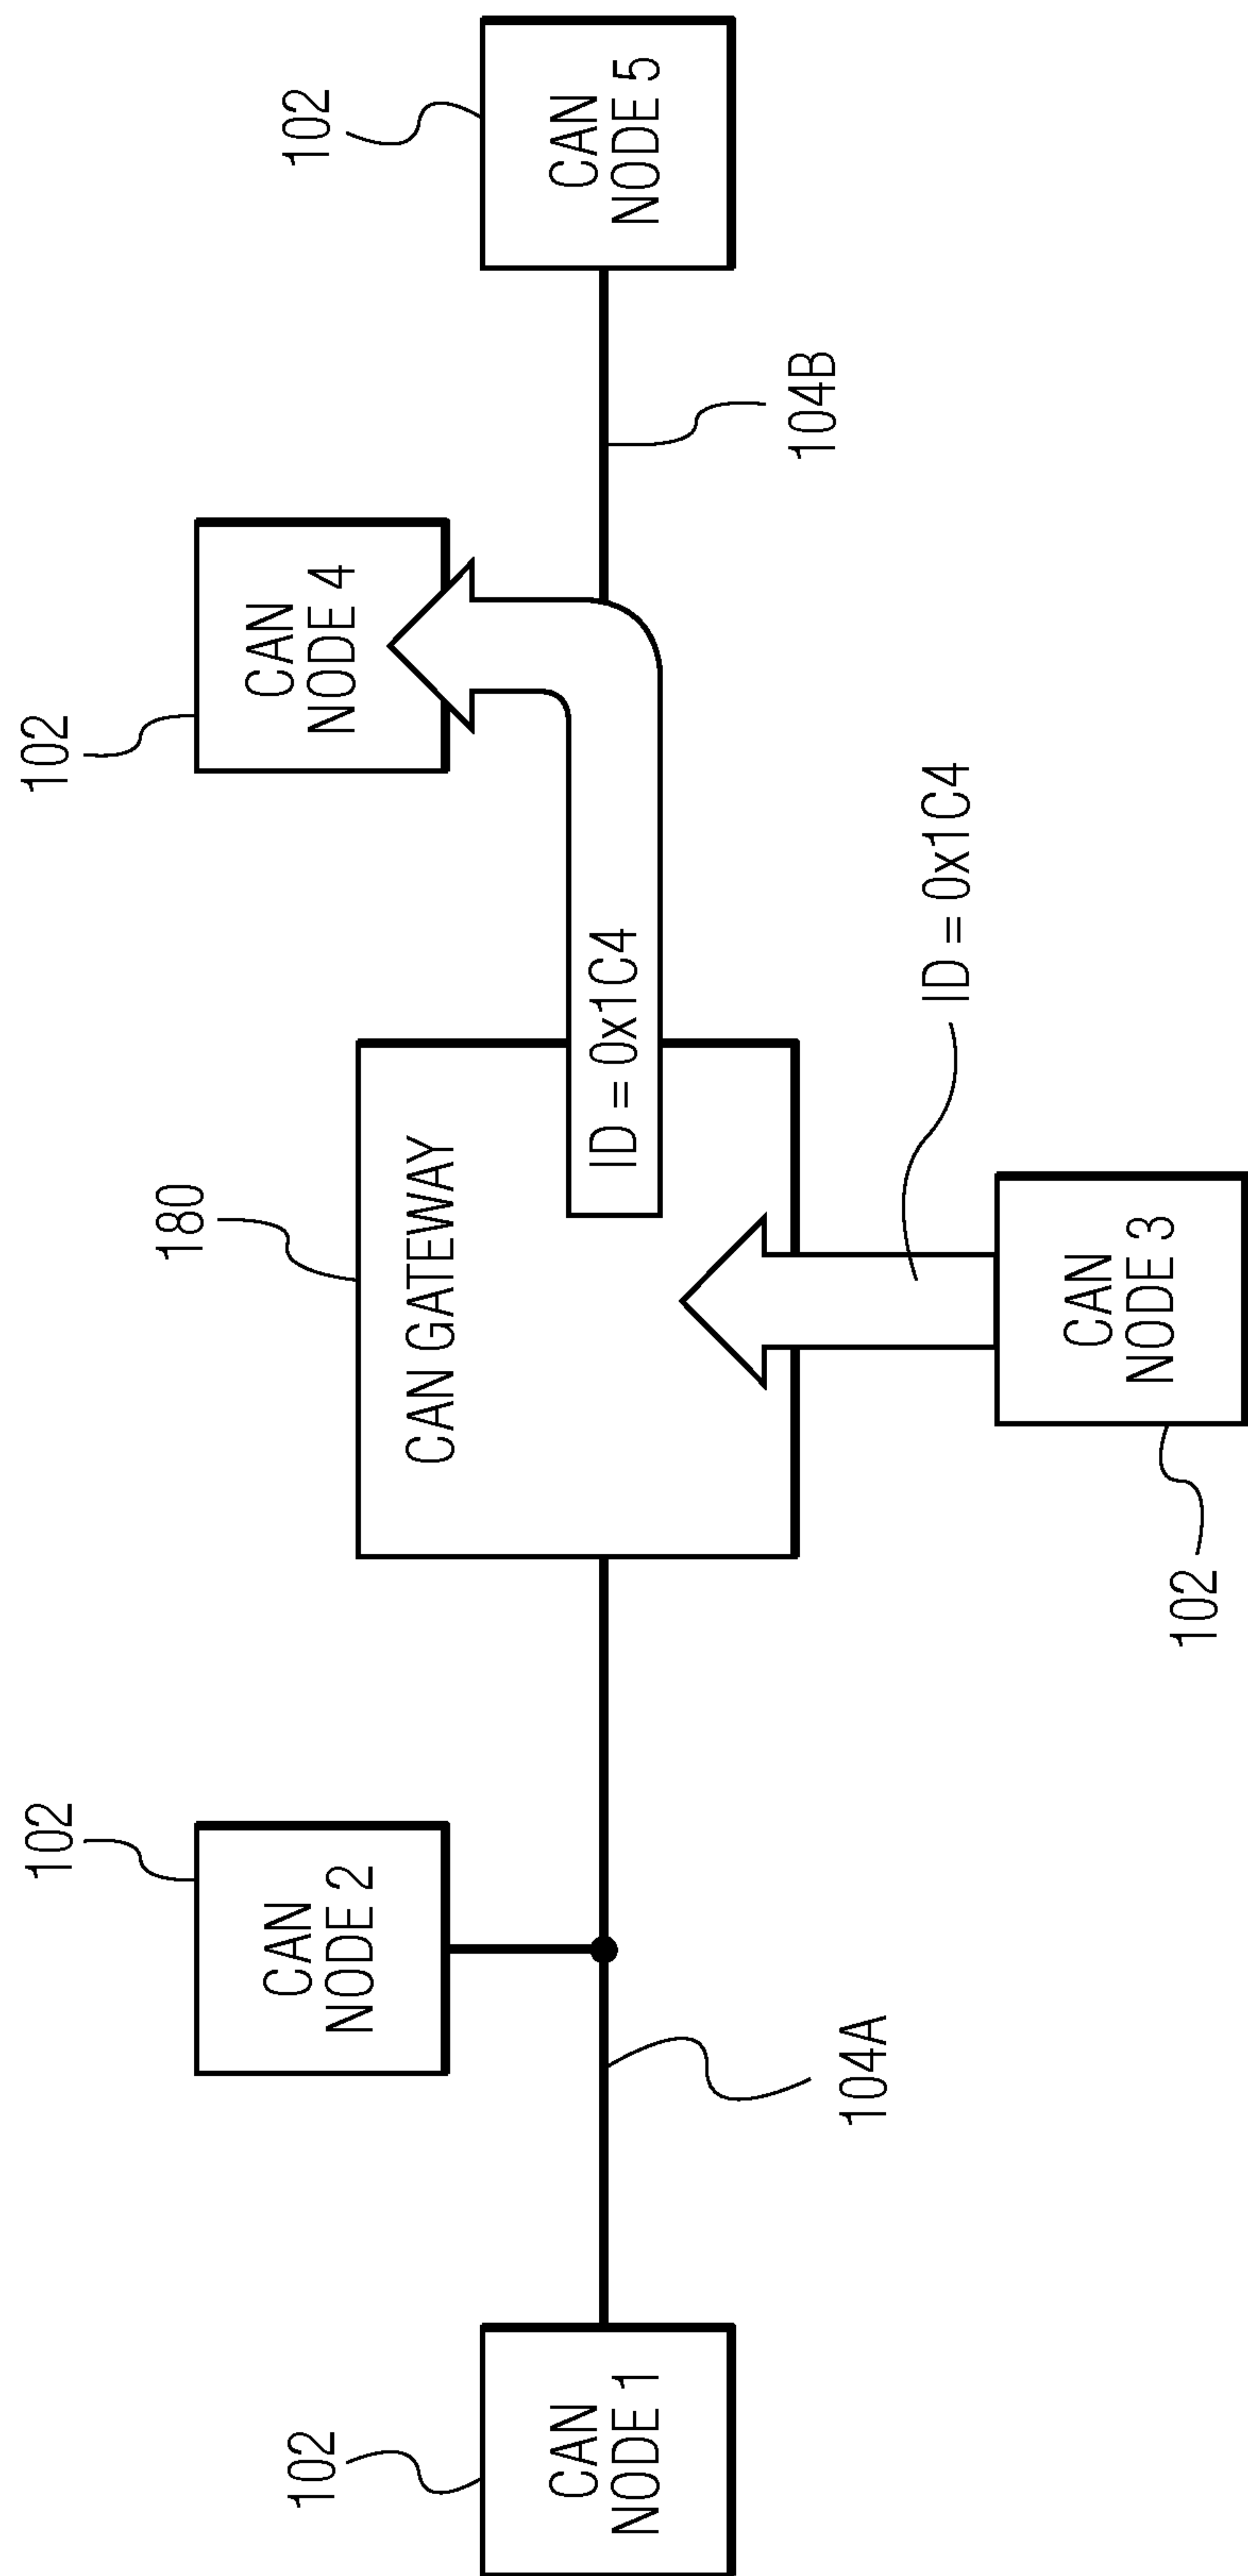 102
CAN
NODE 1
104A
102
CAN
NODE 2
180
CAN GATEWAY
ID = 0x1C4
CAN
NODE 3
102
ID = 0x1C4
102
CAN
NODE 4
104B
102
CAN
NODE 5